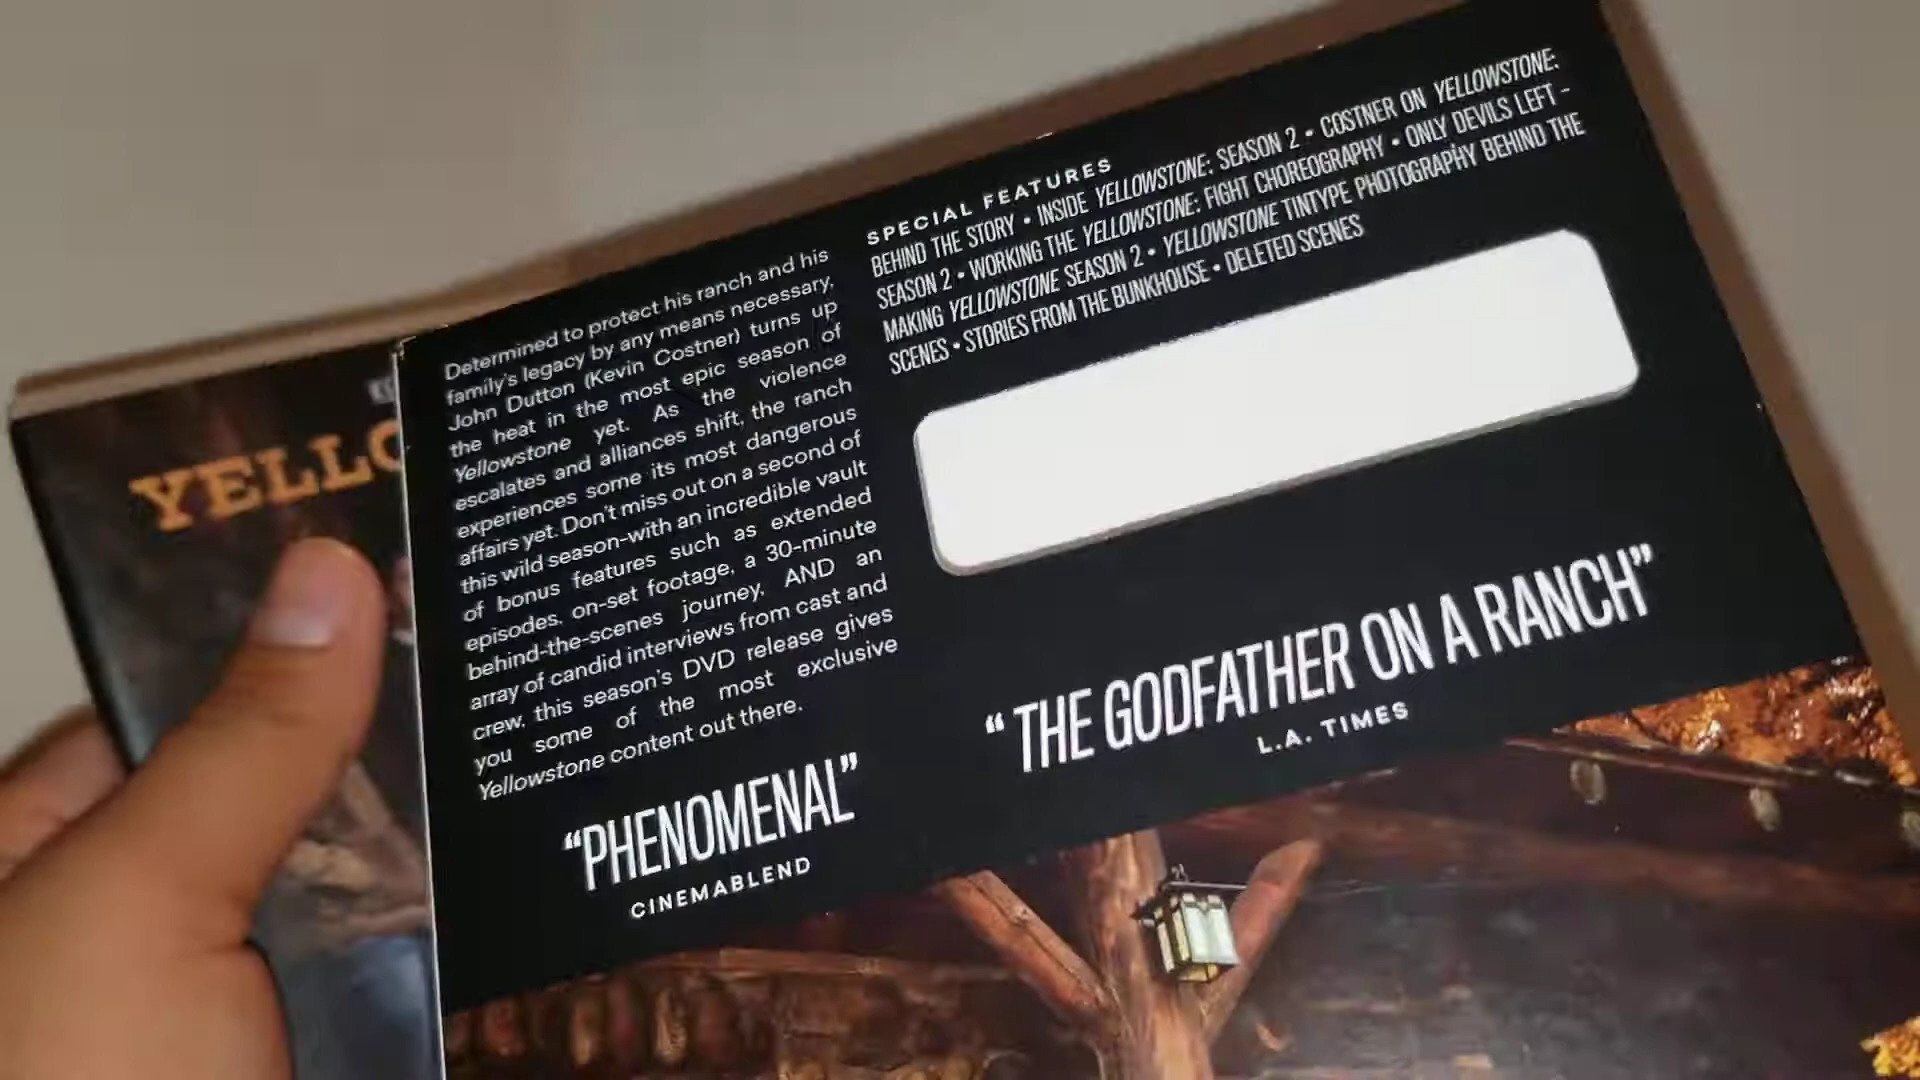 YELLO
Determined to protect his ranch and his
family's legacy by any means necessary,
John Dutton (Kevin Costner) turns up
the heat in the most epic season of
Yellowstone yet. As the violence
escalates and alliances shift, the ranch
experiences some its most dangerous
affairs yet. Don't miss out on a second of
this wild season-with an incredible vault
of bonus features such as extended
episodes, on-set footage, a 30-minute
behind-the-scenes journey, AND an
array of candid interviews from cast and
crew, this season's DVD release gives
you some of the most exclusive
Yellowstone content out there.
"PHENOMENAL"
CINEMABLEND
SPECIAL FEATURES
BEHIND THE STORY • INSIDE YELLOWSTONE: SEASON 2 • COSTNER ON YELLOWSTONE:
SEASON 2 • WORKING THE YELLOWSTONE: FIGHT CHOREOGRAPHY • ONLY DEVILS LEFT –
MAKING YELLOWSTONE SEASON 2 • YELLOWSTONE TINTYPE PHOTOGRAPHY BEHIND THE
SCENES • STORIES FROM THE BUNKHOUSE • DELETED SCENES
"THE GODFATHER ON A RANCH"
L.A. TIMES